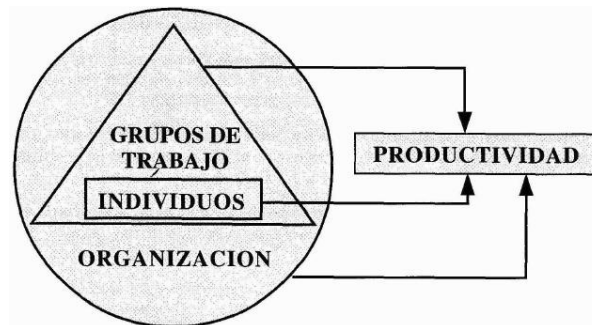 GRUPOS DE
TRABAJO
INDIVIDUOS
ORGANIZACION
PRODUCTIVIDAD